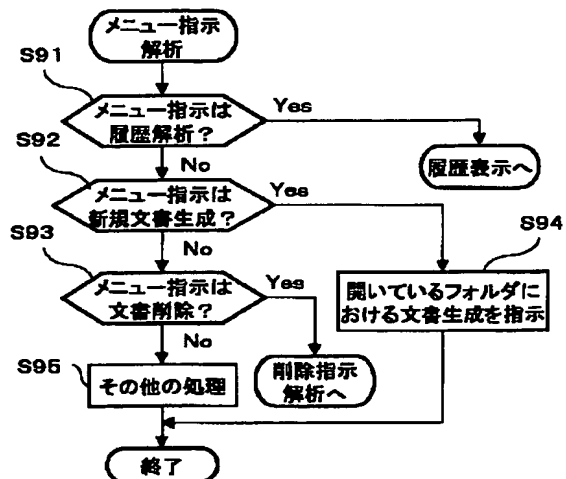 メニュー指示
解析
S91
メニュー指示は
履歴解析？
Yes
No
履歴表示へ
S92
メニュー指示は
新規文書生成？
Yes
No
S94
開いているフォルダに
おける文書生成を指示
S93
メニュー指示は
文書削除？
Yes
No
削除指示
解析へ
S95
その他の処理
終了